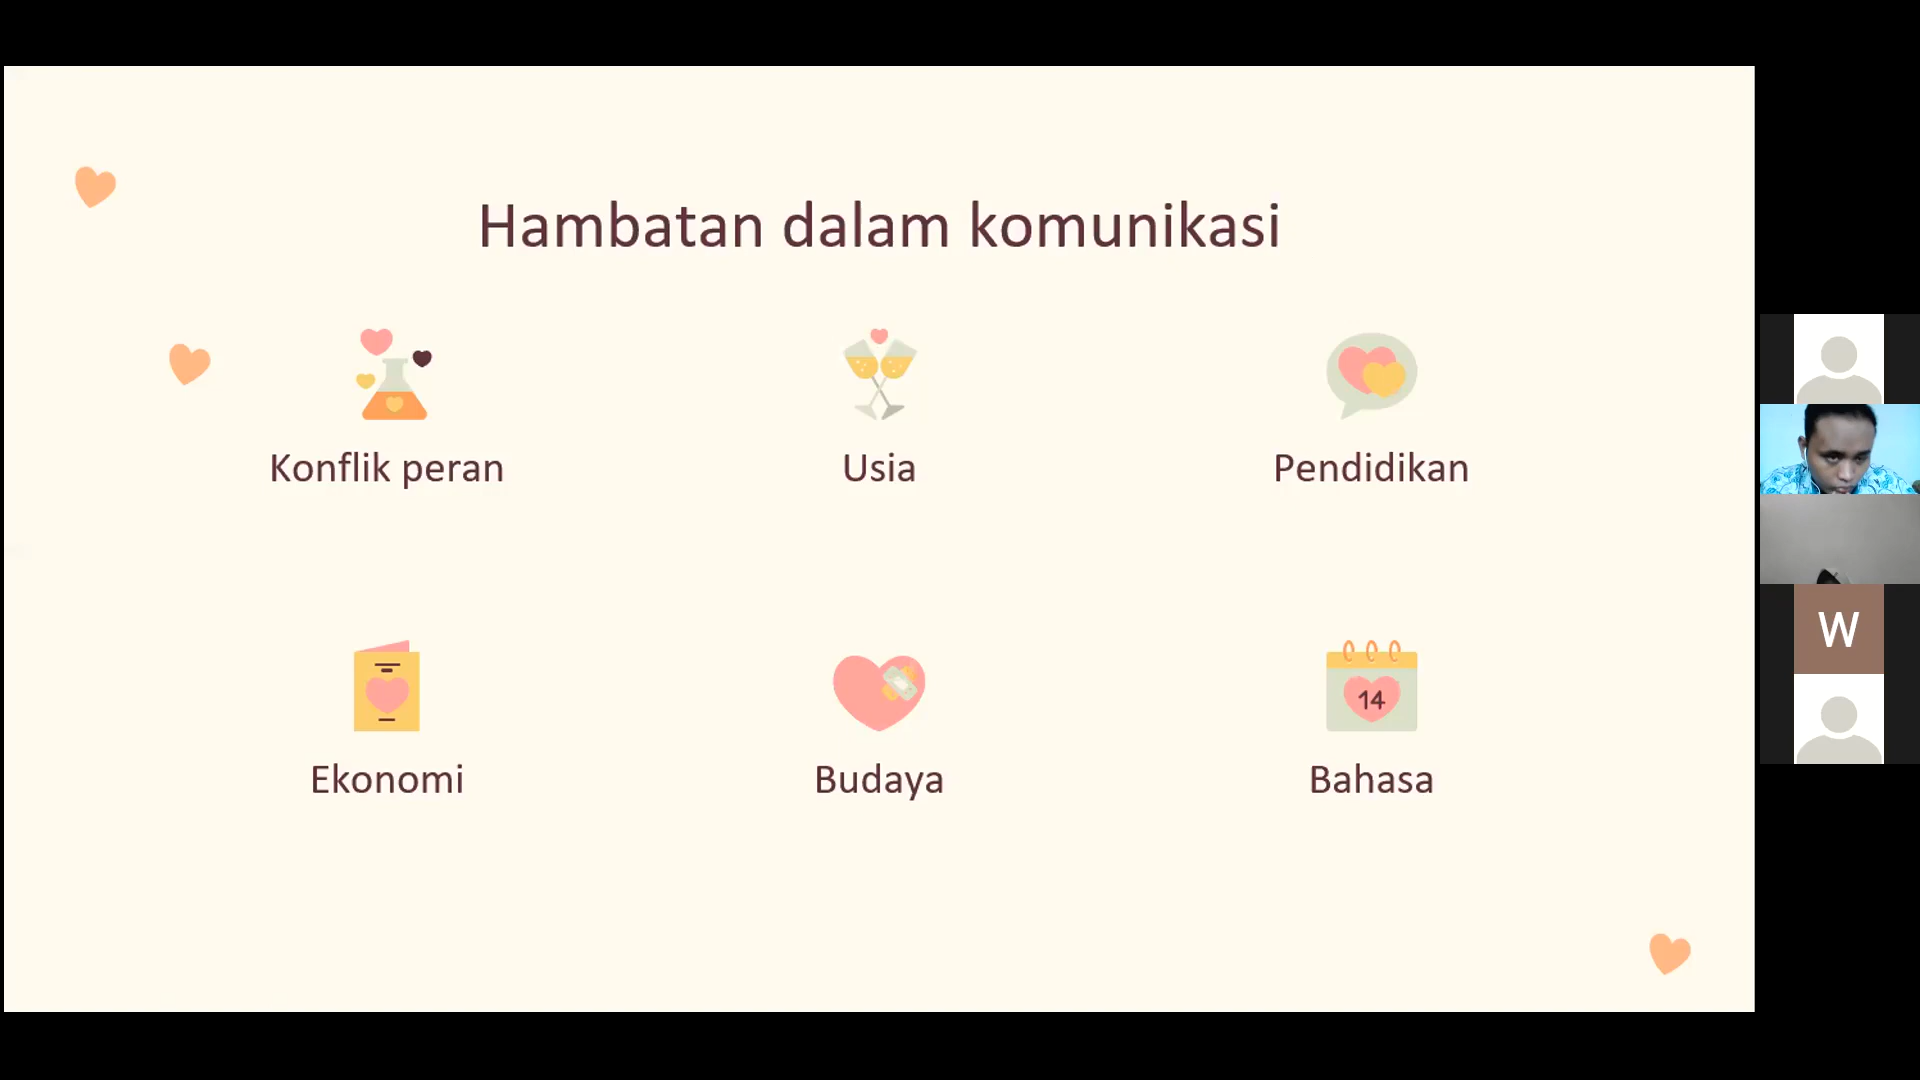 Hambatan dalam komunikasi
Konflik peran
Usia
Pendidikan
Ekonomi
Budaya
14
Bahasa
W